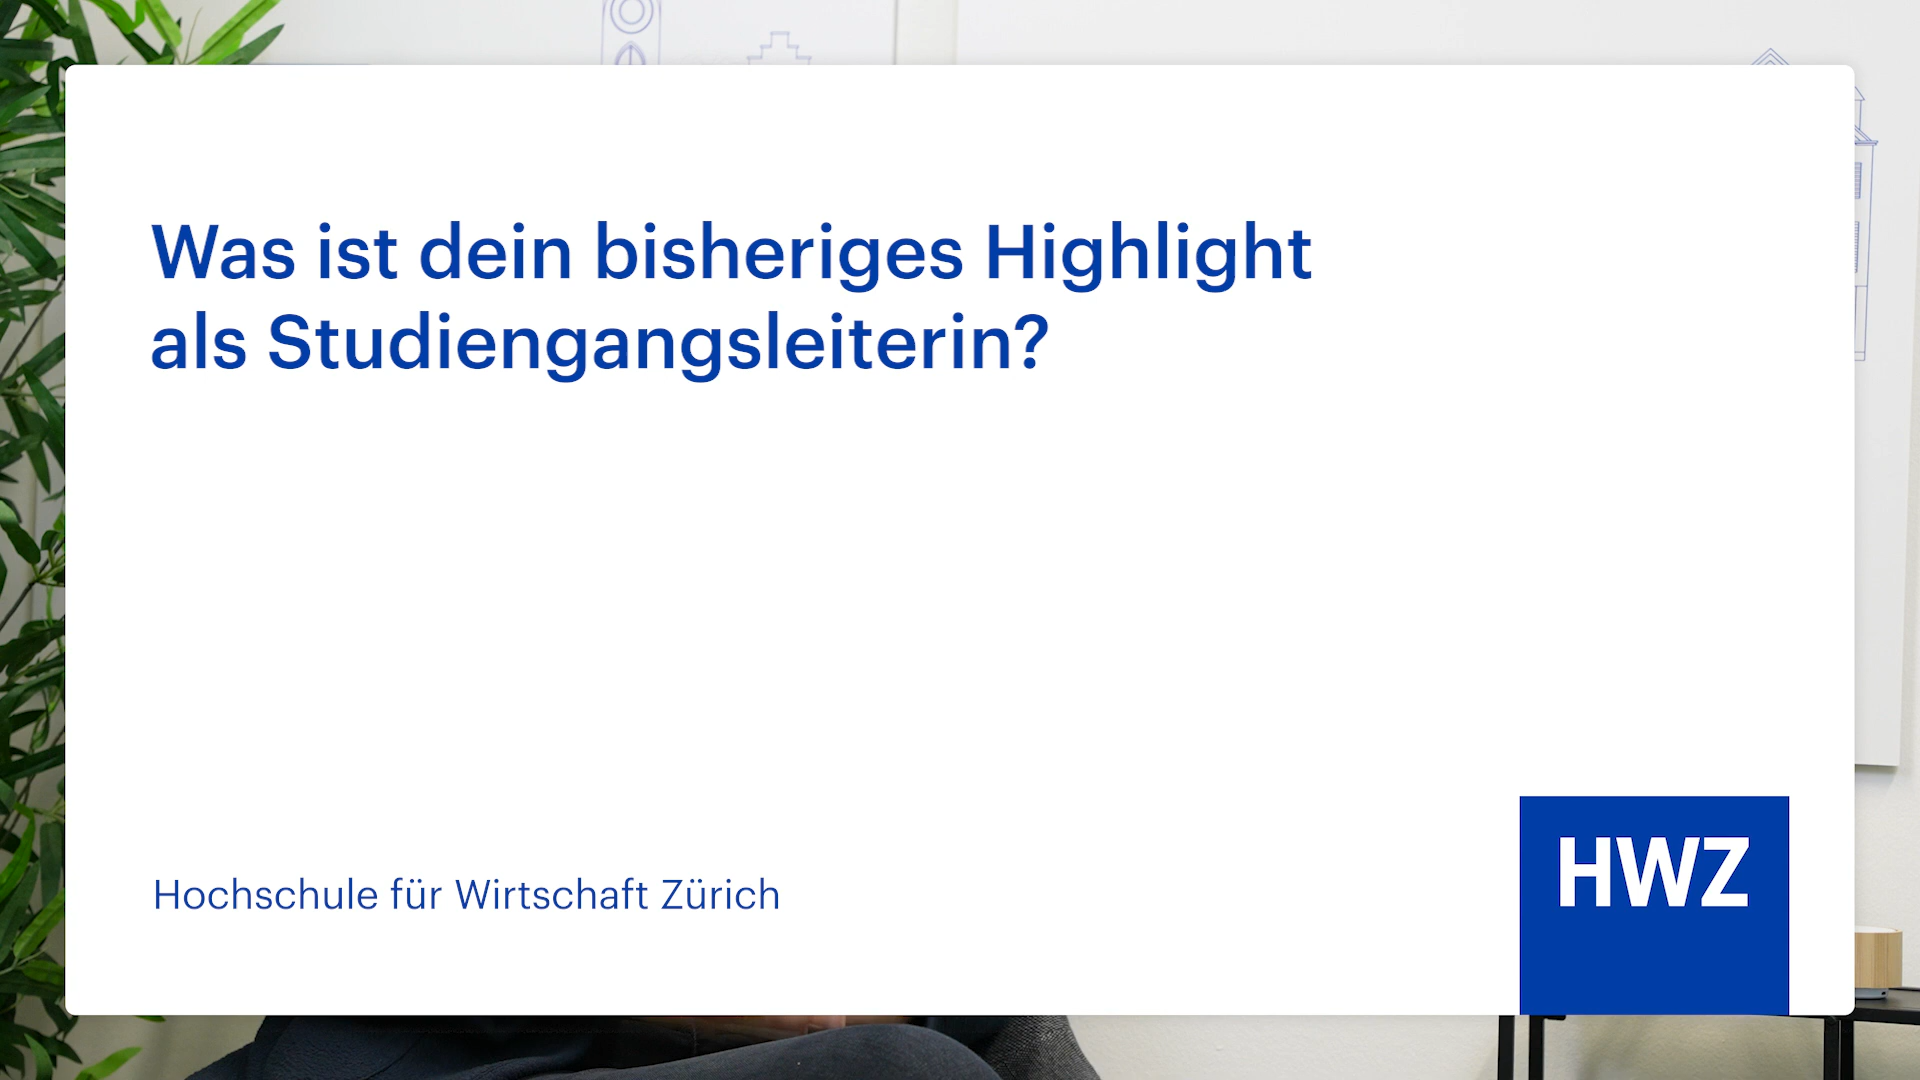 Was ist dein bisheriges Highlight
als Studiengangsleiterin?
Hochschule für Wirtschaft Zürich
HWZ